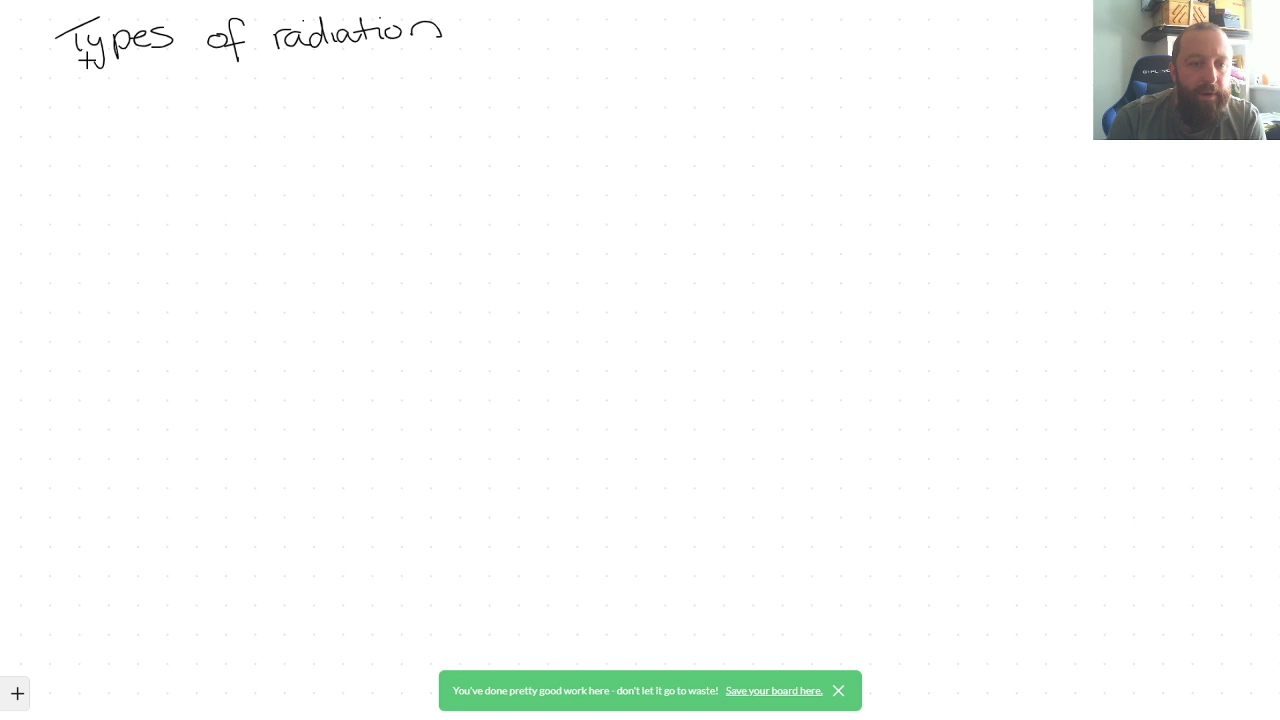 Types of radiation
You've done pretty good work here - don't let it go to waste! Save your board here.